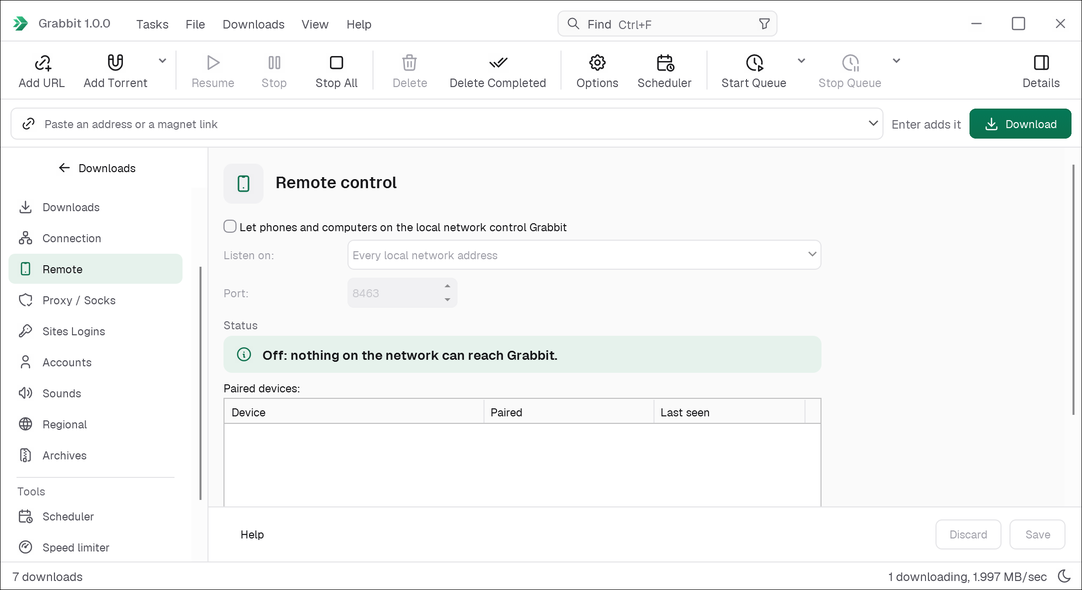 Grabbit 1.0.0
Tasks File Downloads View Help
Find Ctrl+F
Add URL Add Torrent Resume Stop Stop All Delete Delete Completed Options Scheduler Start Queue Stop Queue Details
Paste an address or a magnet link
Enter adds it
Download
Downloads
Downloads
Connection
Remote
Proxy / Socks
Sites Logins
Accounts
Sounds
Regional
Archives
Tools
Scheduler
Speed limiter
Remote control
Let phones and computers on the local network control Grabbit
Listen on: Every local network address
Port: 8463
Status
Off: nothing on the network can reach Grabbit.
Paired devices:
Device Paired Last seen
Help
Discard Save
7 downloads
1 downloading, 1.997 MB/sec